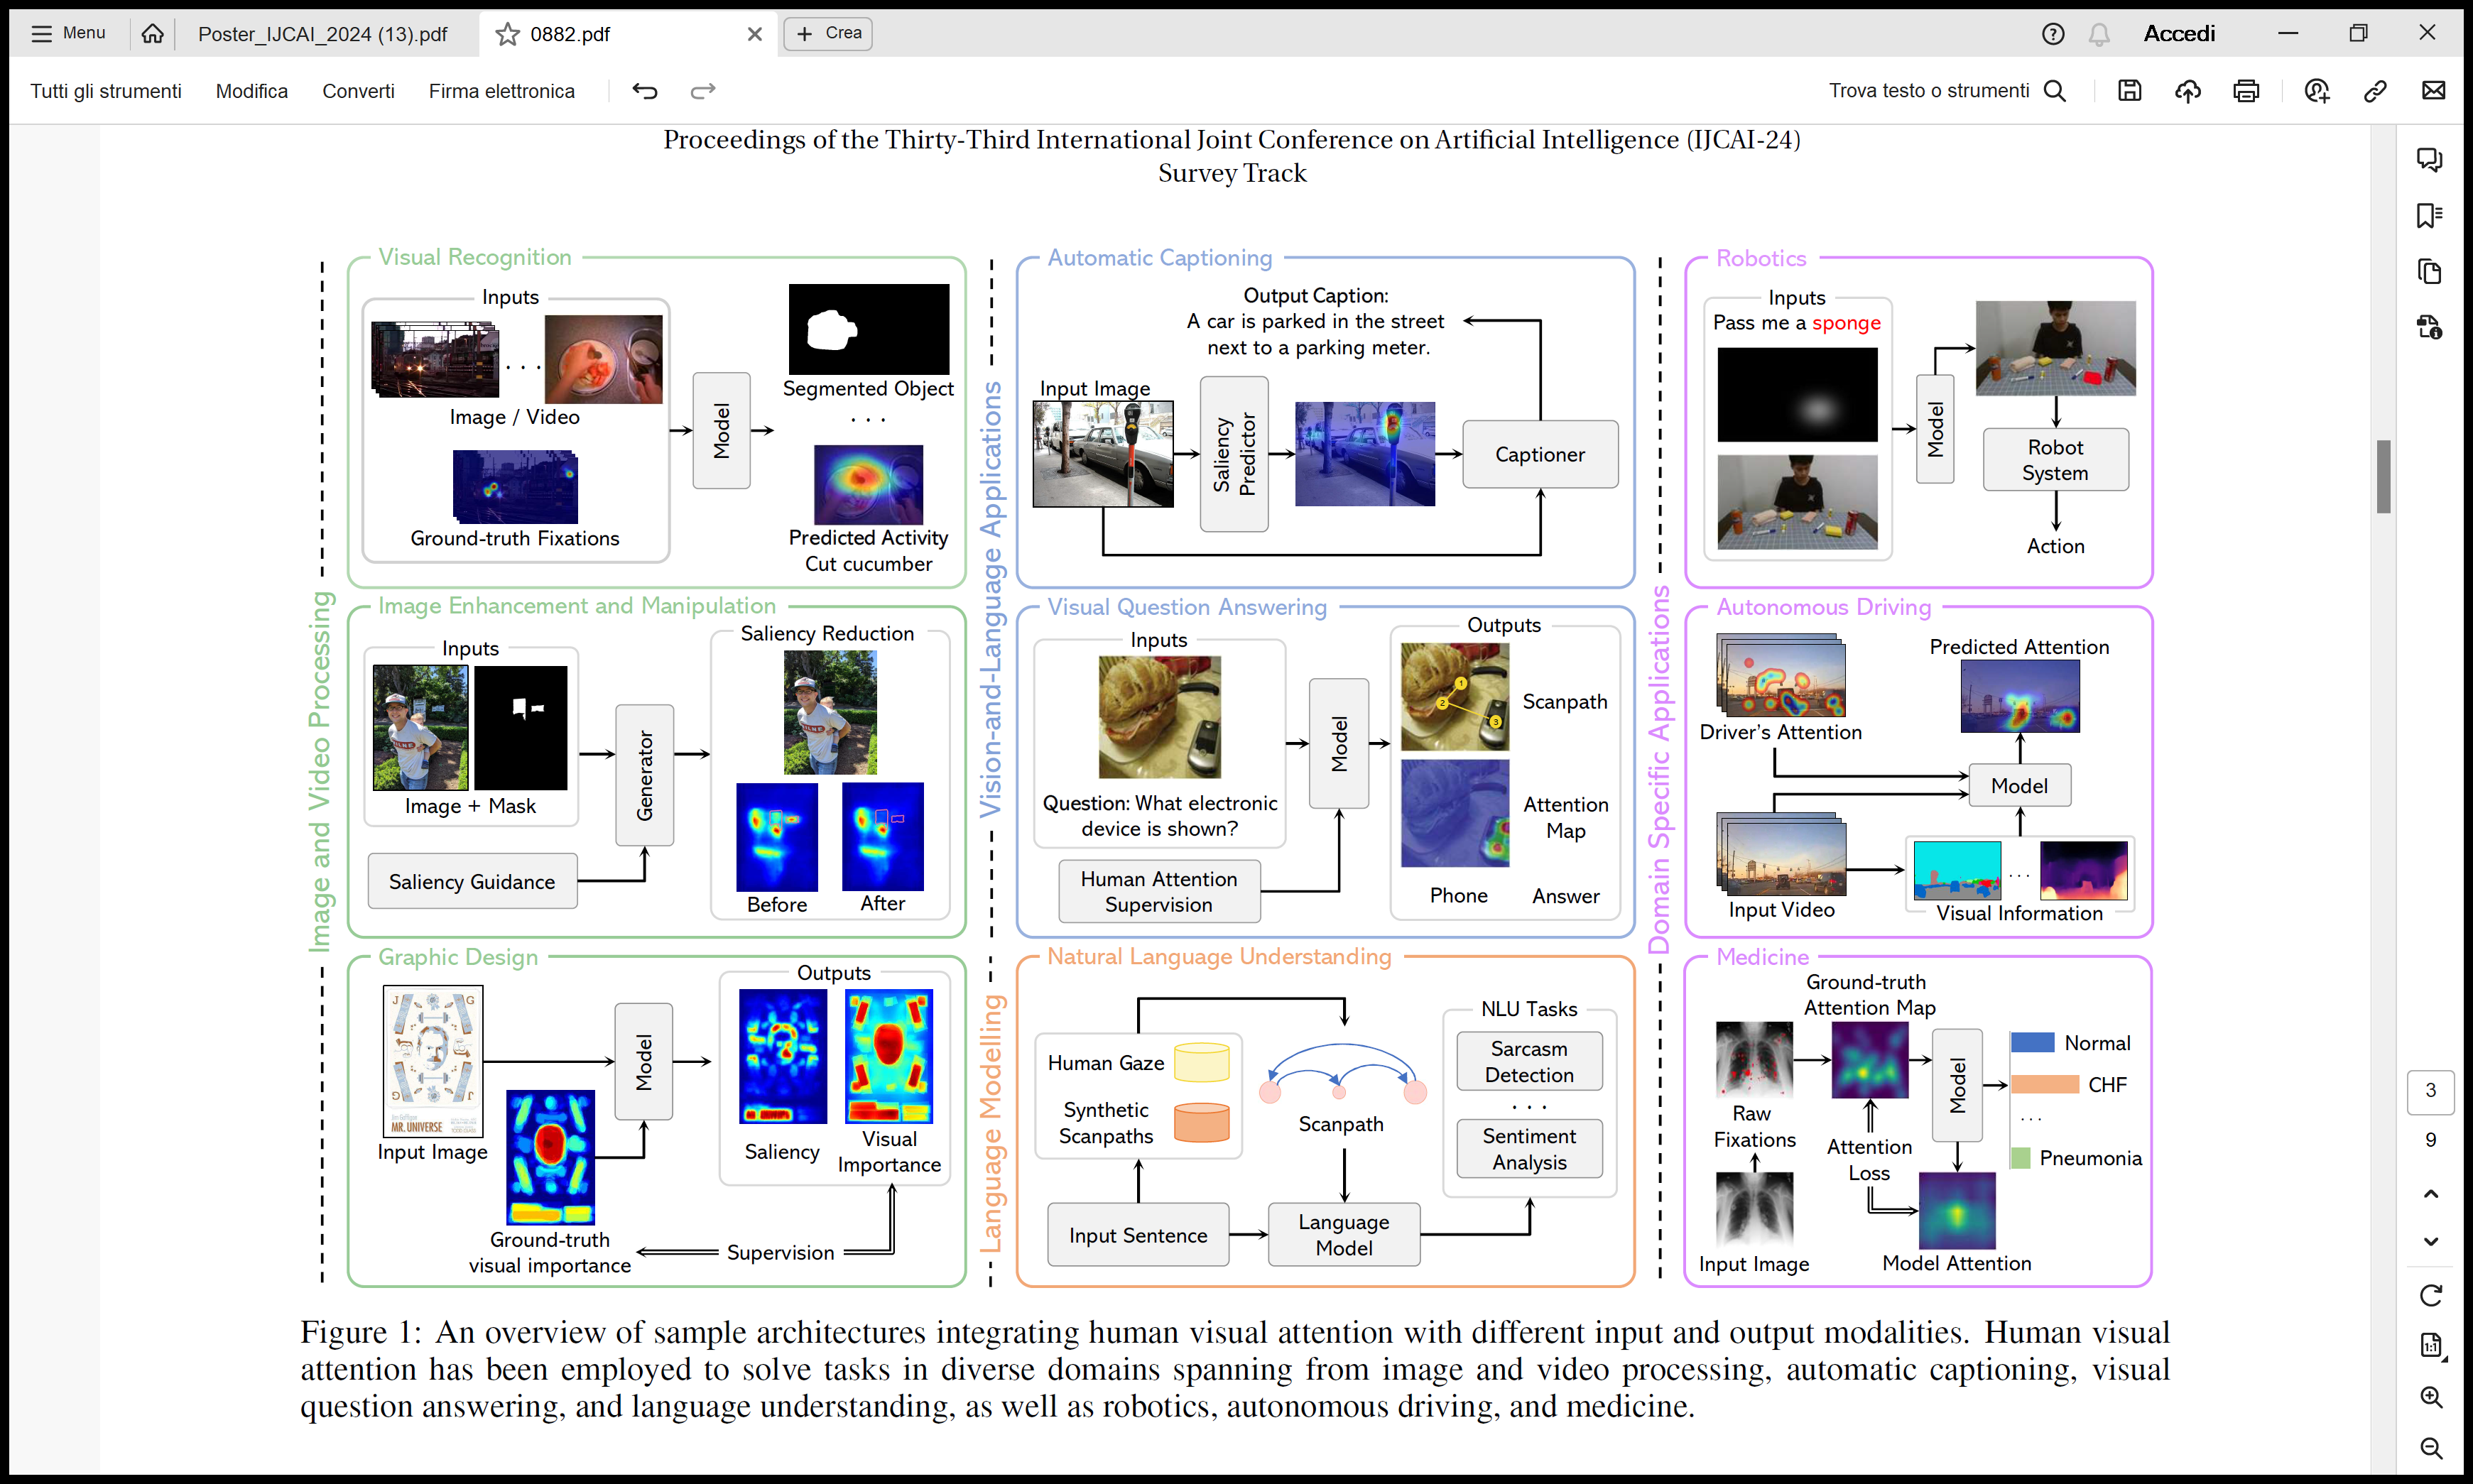 Menu
Poster_IJCAI_2024 (13).pdf
0882.pdf
Crea
Accedi
Tutti gli strumenti
Modifica
Converti
Firma elettronica
Trova testo o strumenti
Proceedings of the Thirty-Third International Joint Conference on Artificial Intelligence (IJCAI-24)
Survey Track
Image and Video Processing
Visual Recognition
Inputs
. . .
Image / Video
Ground-truth Fixations
Model
Segmented Object
. . .
Predicted Activity
Cut cucumber
Image Enhancement and Manipulation
Inputs
Image + Mask
Saliency Guidance
Generator
Saliency Reduction
Before
After
Graphic Design
J G
MR. UNIVERSE
Input Image
Ground-truth
visual importance
Model
Outputs
Saliency
Visual
Importance
Supervision
Vision-and-Language Applications
Automatic Captioning
Output Caption:
A car is parked in the street
next to a parking meter.
Input Image
Saliency
Predictor
Captioner
Visual Question Answering
Inputs
Question: What electronic
device is shown?
Human Attention
Supervision
Model
Outputs
1
2
3
Scanpath
Attention
Map
Phone
Answer
Language Modelling
Natural Language Understanding
Human Gaze
Synthetic
Scanpaths
Input Sentence
Scanpath
Language
Model
NLU Tasks
Sarcasm
Detection
. . .
Sentiment
Analysis
Domain Specific Applications
Robotics
Inputs
Pass me a sponge
Model
Robot
System
Action
Autonomous Driving
Driver's Attention
Input Video
Predicted Attention
Model
. . .
Visual Information
Medicine
Ground-truth
Attention Map
Raw
Fixations
Input Image
Attention
Loss
Model
Model Attention
Normal
CHF
. . .
Pneumonia
Figure 1: An overview of sample architectures integrating human visual attention with different input and output modalities. Human visual
attention has been employed to solve tasks in diverse domains spanning from image and video processing, automatic captioning, visual
question answering, and language understanding, as well as robotics, autonomous driving, and medicine.
3
9
1:1